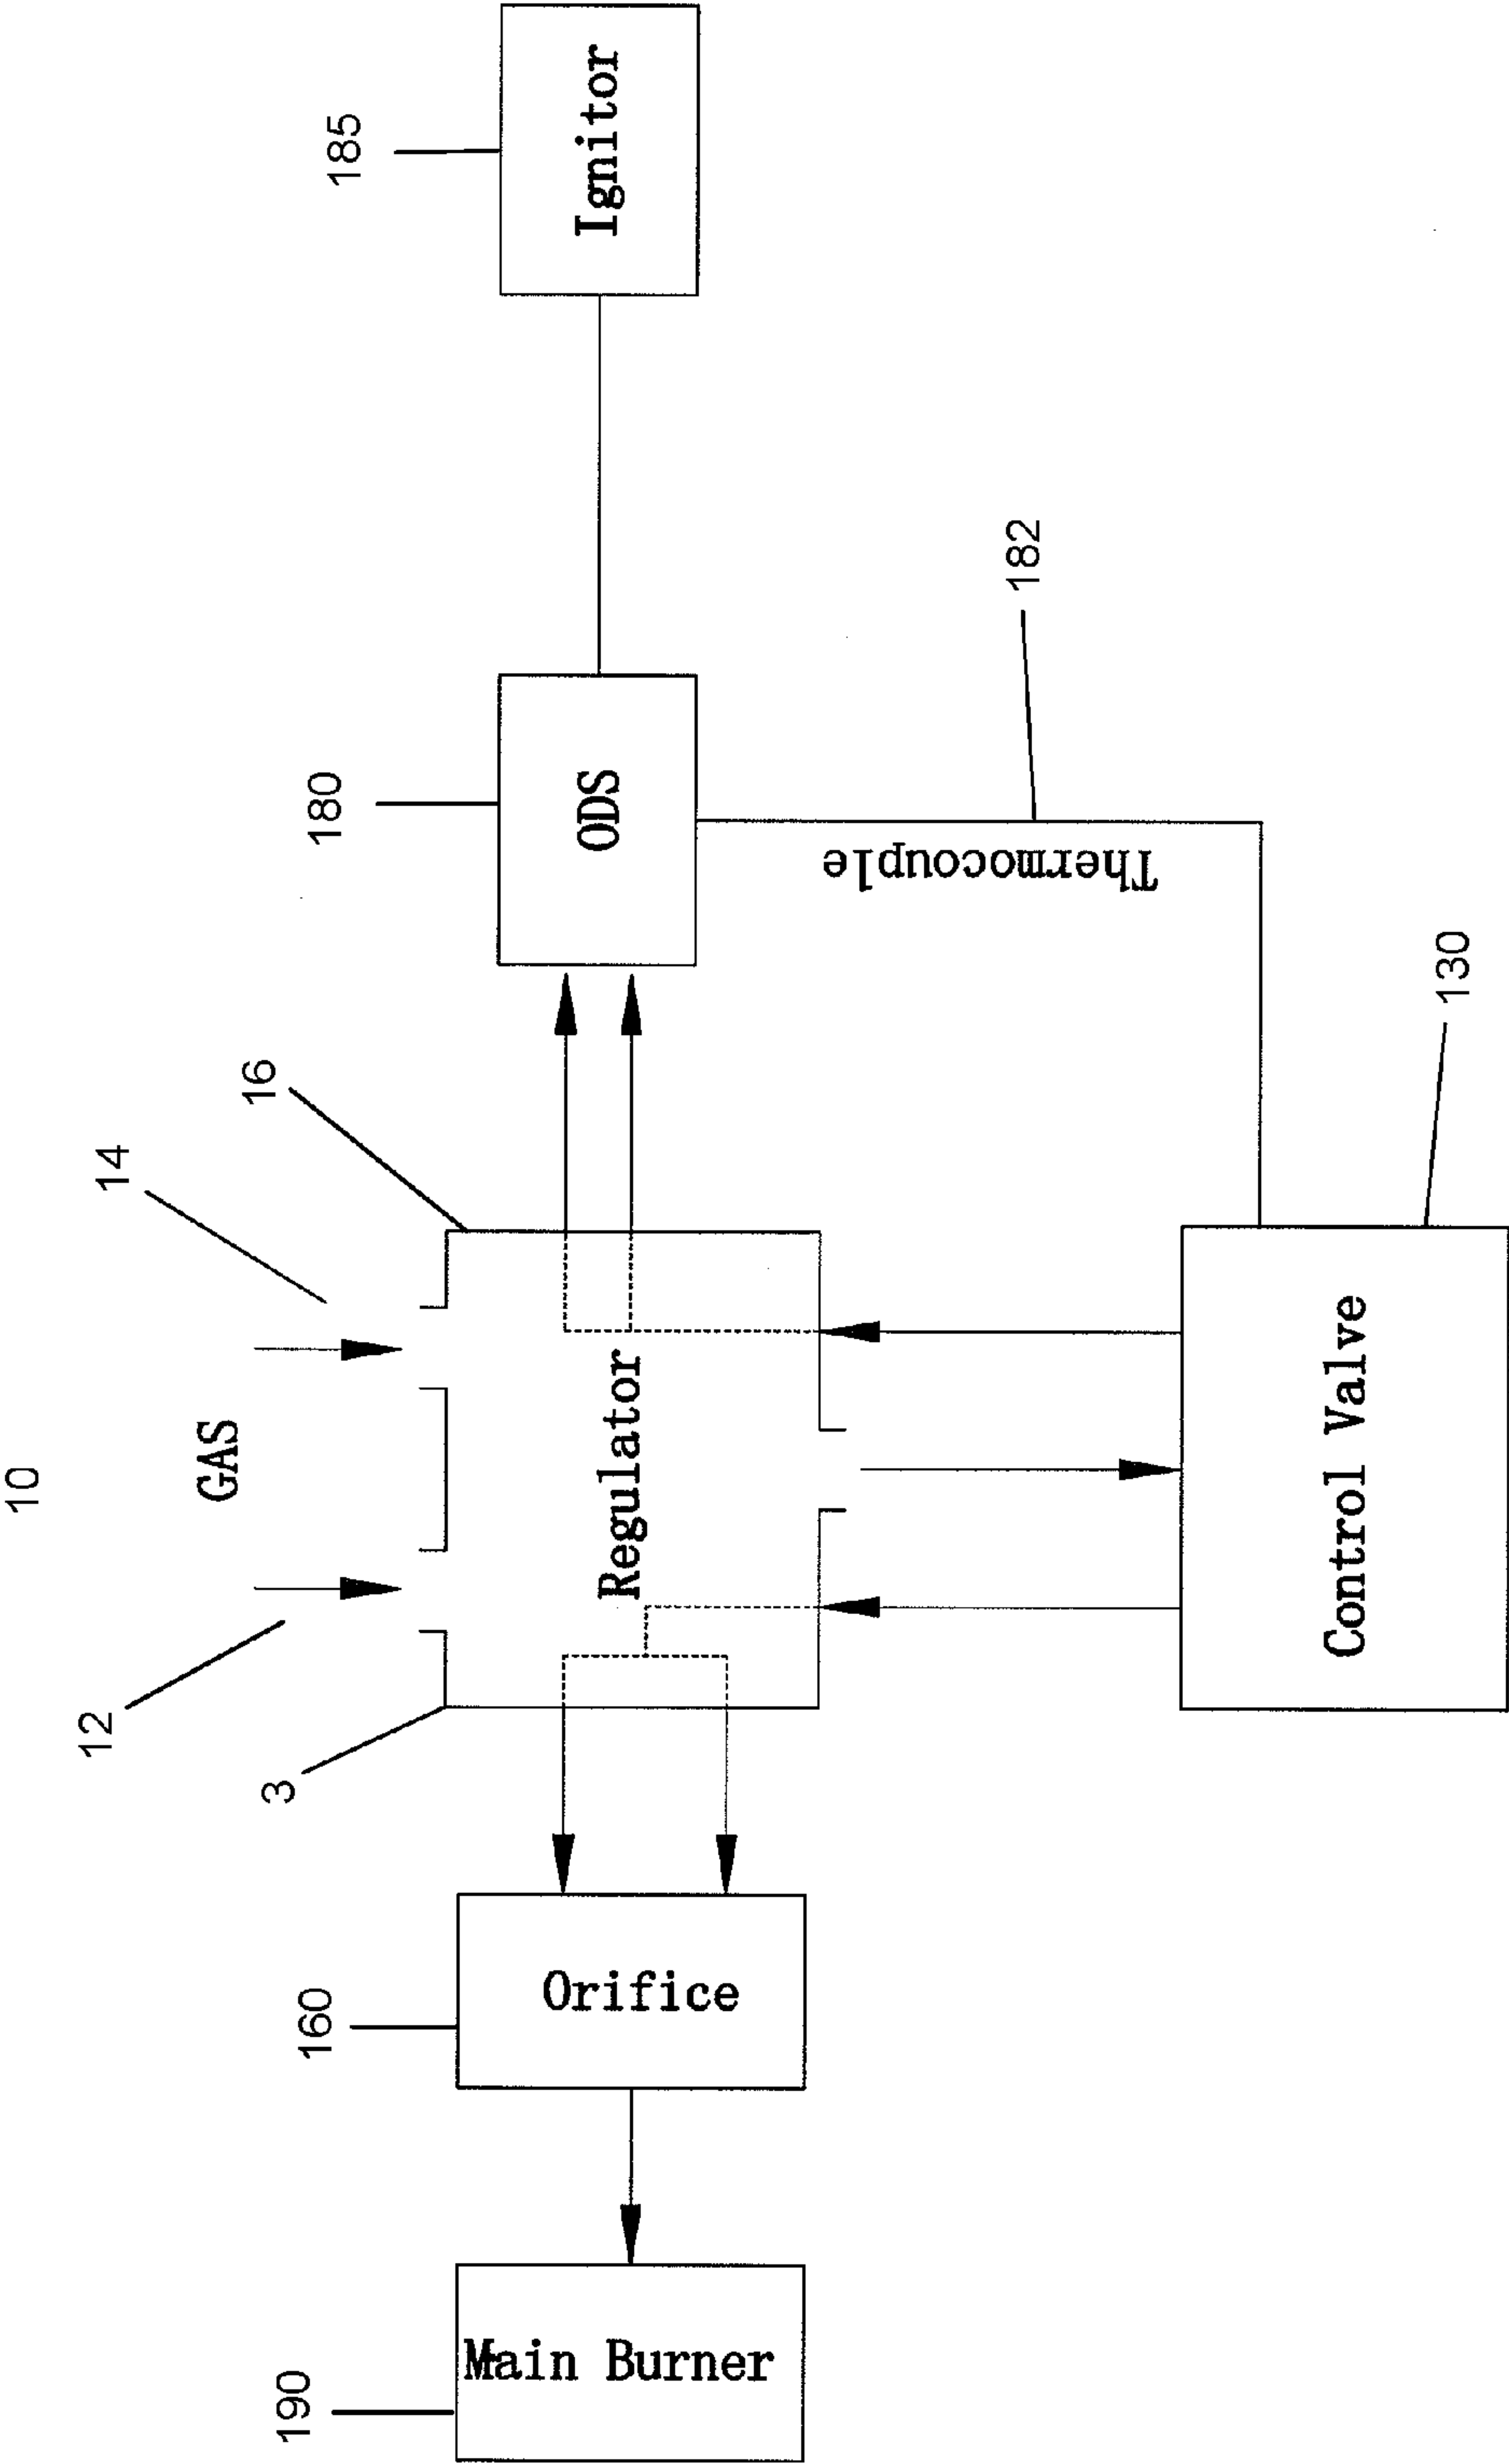 10
GAS
12
14
3
16
Regulator
190
Main Burner
160
Orifice
180
ODS
185
Ignitor
Thermocouple
182
Control Valve
130